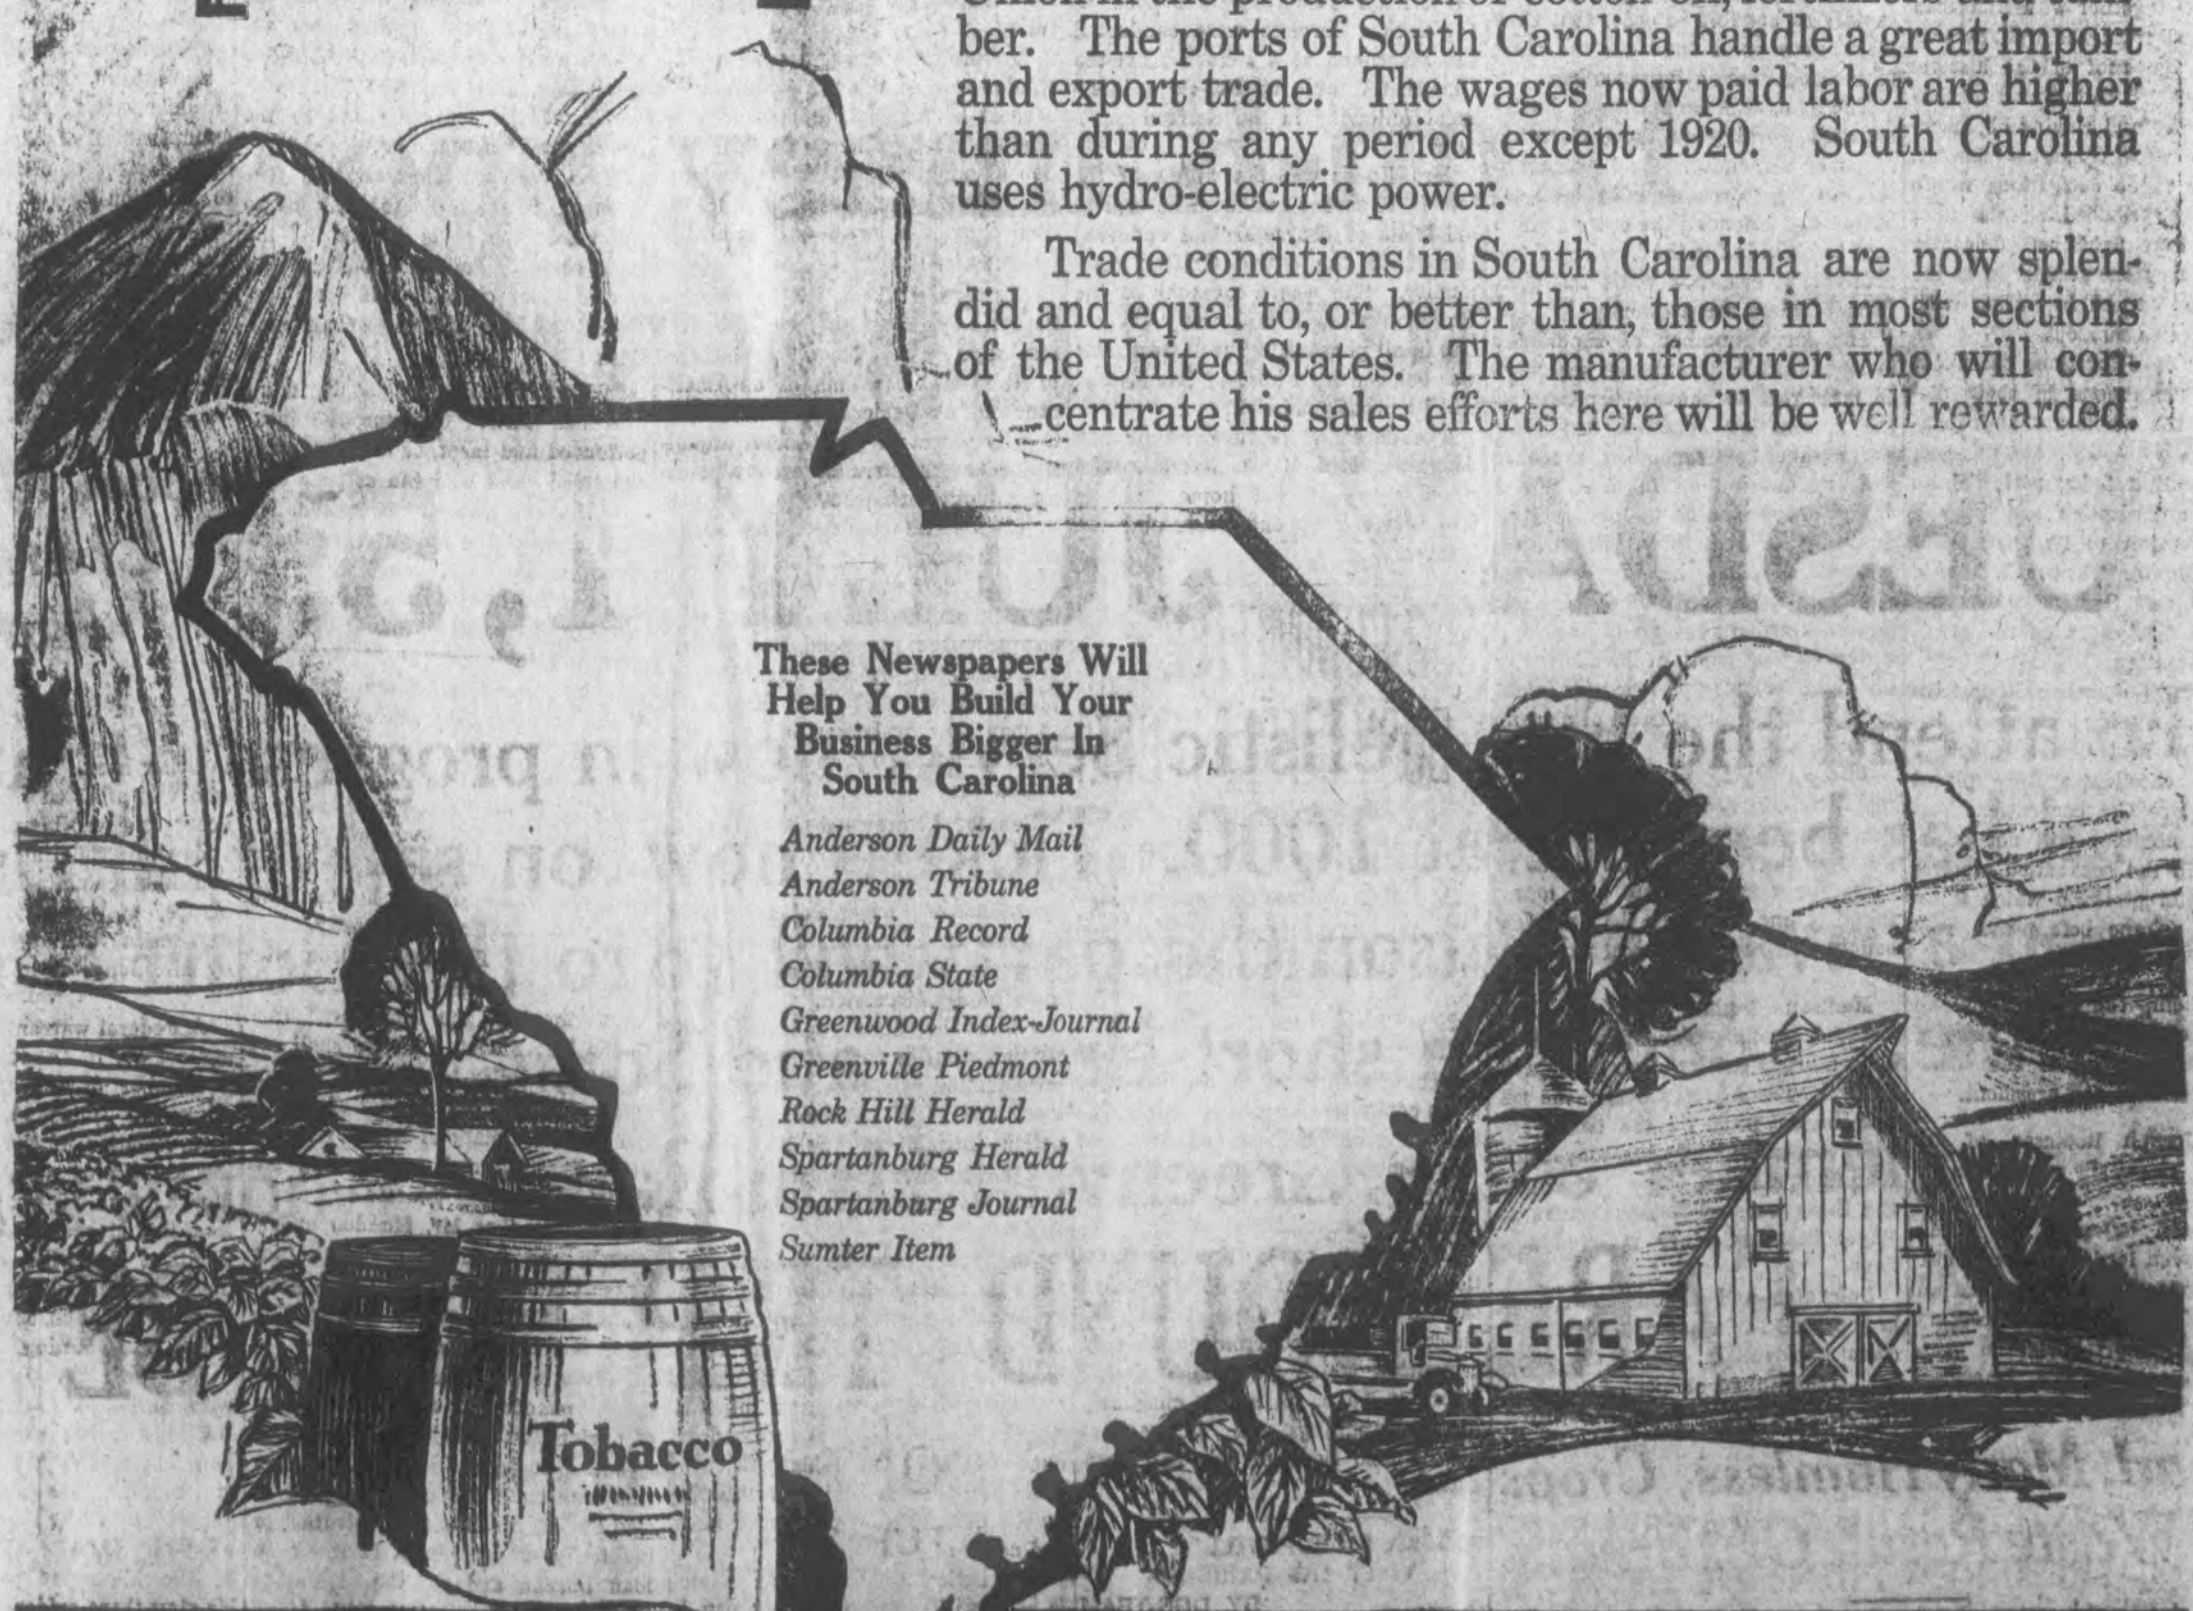 ber. The ports of South Carolina handle a great import
and export trade. The wages now paid labor are higher
than during any period except 1920. South Carolina
uses hydro-electric power.
Trade conditions in South Carolina are now splen-
did and equal to, or better than, those in most sections
of the United States. The manufacturer who will con-
centrate his sales efforts here will be well rewarded.
These Newspapers Will
Help You Build Your
Business Bigger In
South Carolina
Anderson Daily Mail
Anderson Tribune
Columbia Record
Columbia State
Greenwood Index-Journal
Greenville Piedmont
Rock Hill Herald
Spartanburg Herald
Spartanburg Journal
Sumter Item
Tobacco